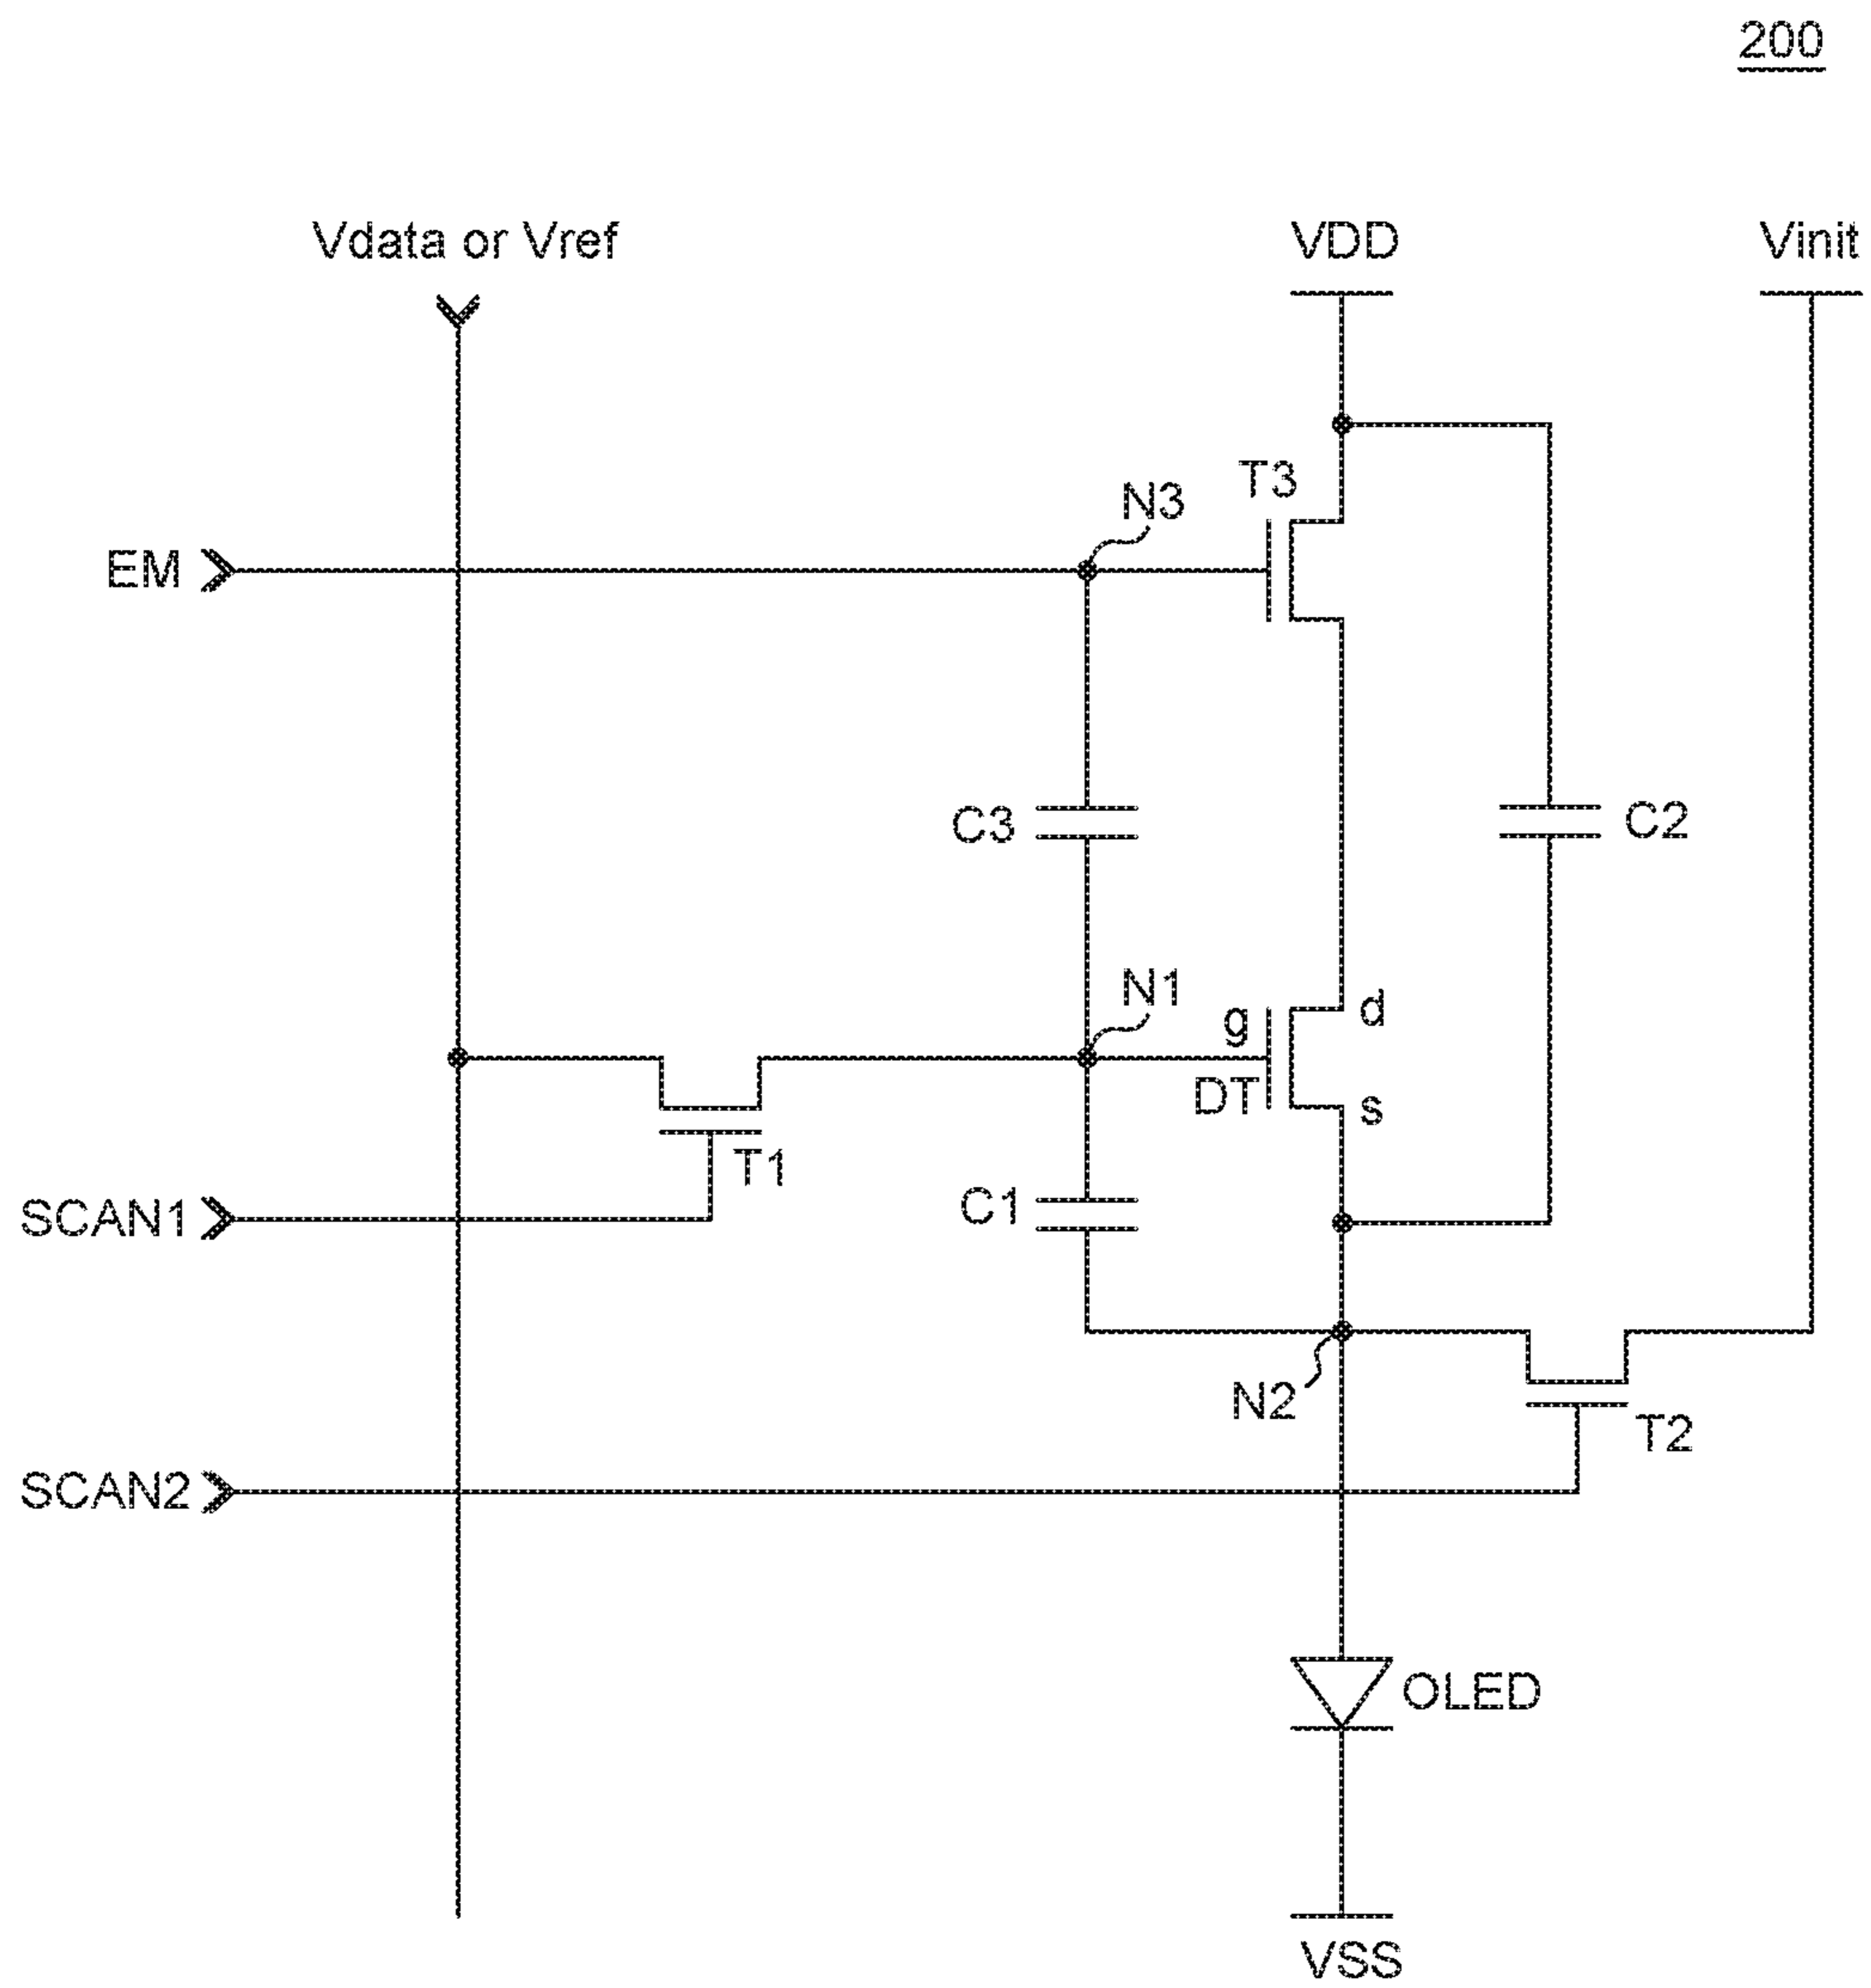 200
Vdata or Vref
VDD
Vinit
T3
N3
EM
C3
C2
N1
g
d
DT
s
T1
SCAN1
C1
N2
T2
SCAN2
OLED
VSS